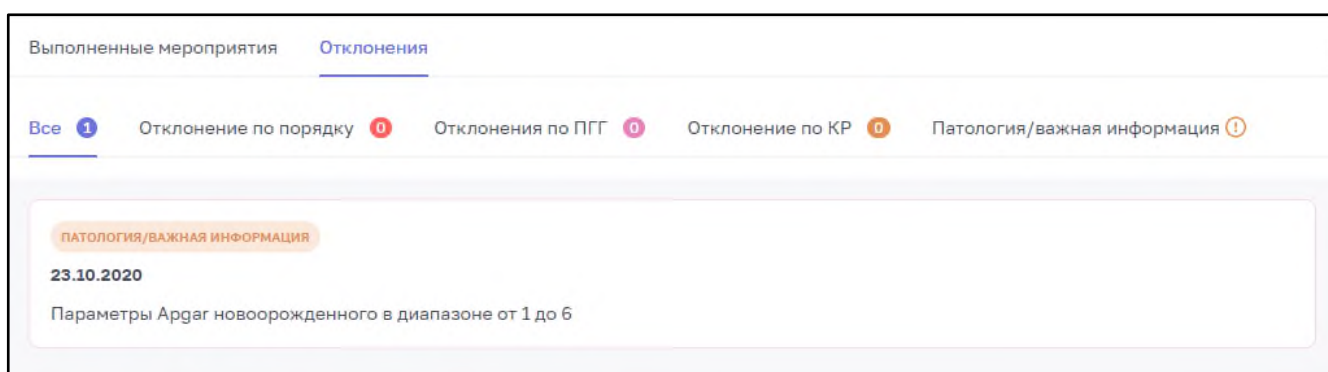 Выполненные мероприятия Отклонения
Все 1 Отклонение по порядку 0 Отклонения по ПГГ 0 Отклонение по КР 0 Патология/важная информация !
ПАТОЛОГИЯ/ВАЖНАЯ ИНФОРМАЦИЯ
23.10.2020
Параметры Apgar новоорожденного в диапазоне от 1 до 6